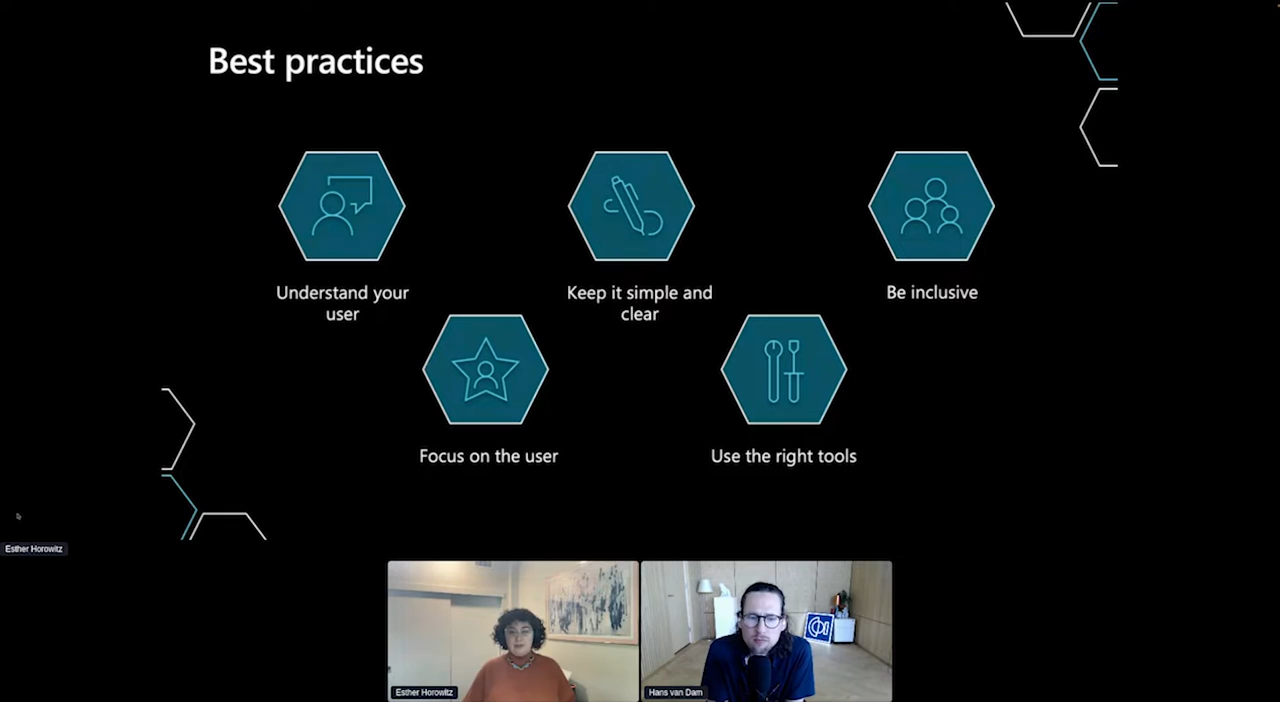 Best practices
Understand your
user
Keep it simple and
clear
Be inclusive
Focus on the user
Use the right tools
Esther Horowitz
Esther Horowitz
Hans van Dam